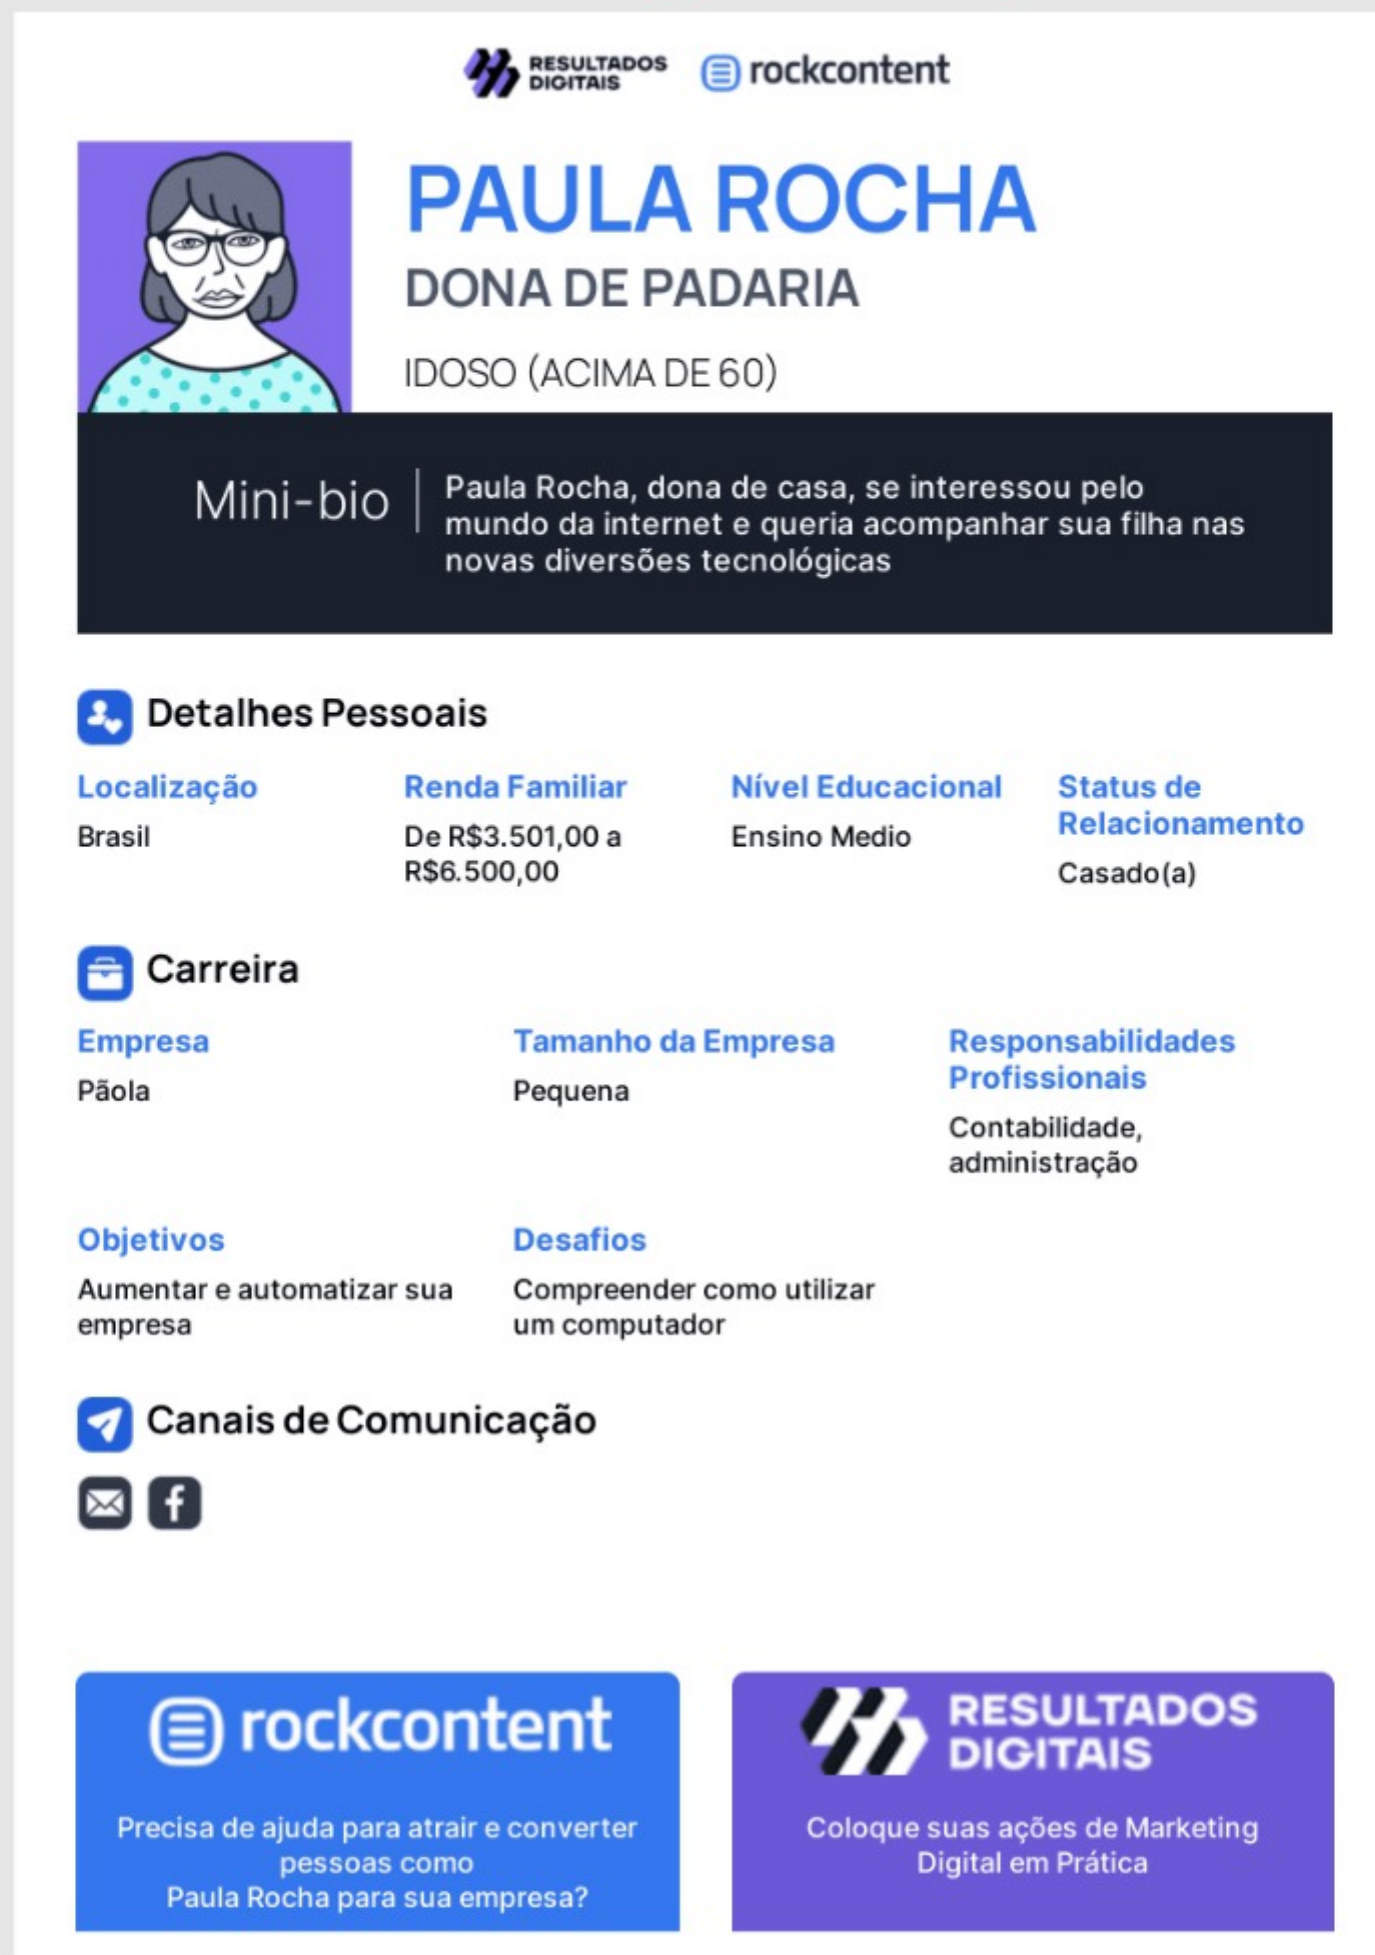 RESULTADOS
DIGITAIS
rockcontent
PAULA ROCHA
DONA DE PADARIA
IDOSO (ACIMA DE 60)
Mini-bio
Paula Rocha, dona de casa, se interessou pelo
mundo da internet e queria acompanhar sua filha nas
novas diversões tecnológicas
Detalhes Pessoais
Localização
Brasil
Renda Familiar
De R$3.501,00 a
R$6.500,00
Nível Educacional
Ensino Medio
Status de
Relacionamento
Casado(a)
Carreira
Empresa
Pãola
Tamanho da Empresa
Pequena
Responsabilidades
Profissionais
Contabilidade,
administração
Objetivos
Aumentar e automatizar sua
empresa
Desafios
Compreender como utilizar
um computador
Canais de Comunicação
rockcontent
Precisa de ajuda para atrair e converter
pessoas como
Paula Rocha para sua empresa?
RESULTADOS
DIGITAIS
Coloque suas ações de Marketing
Digital em Prática